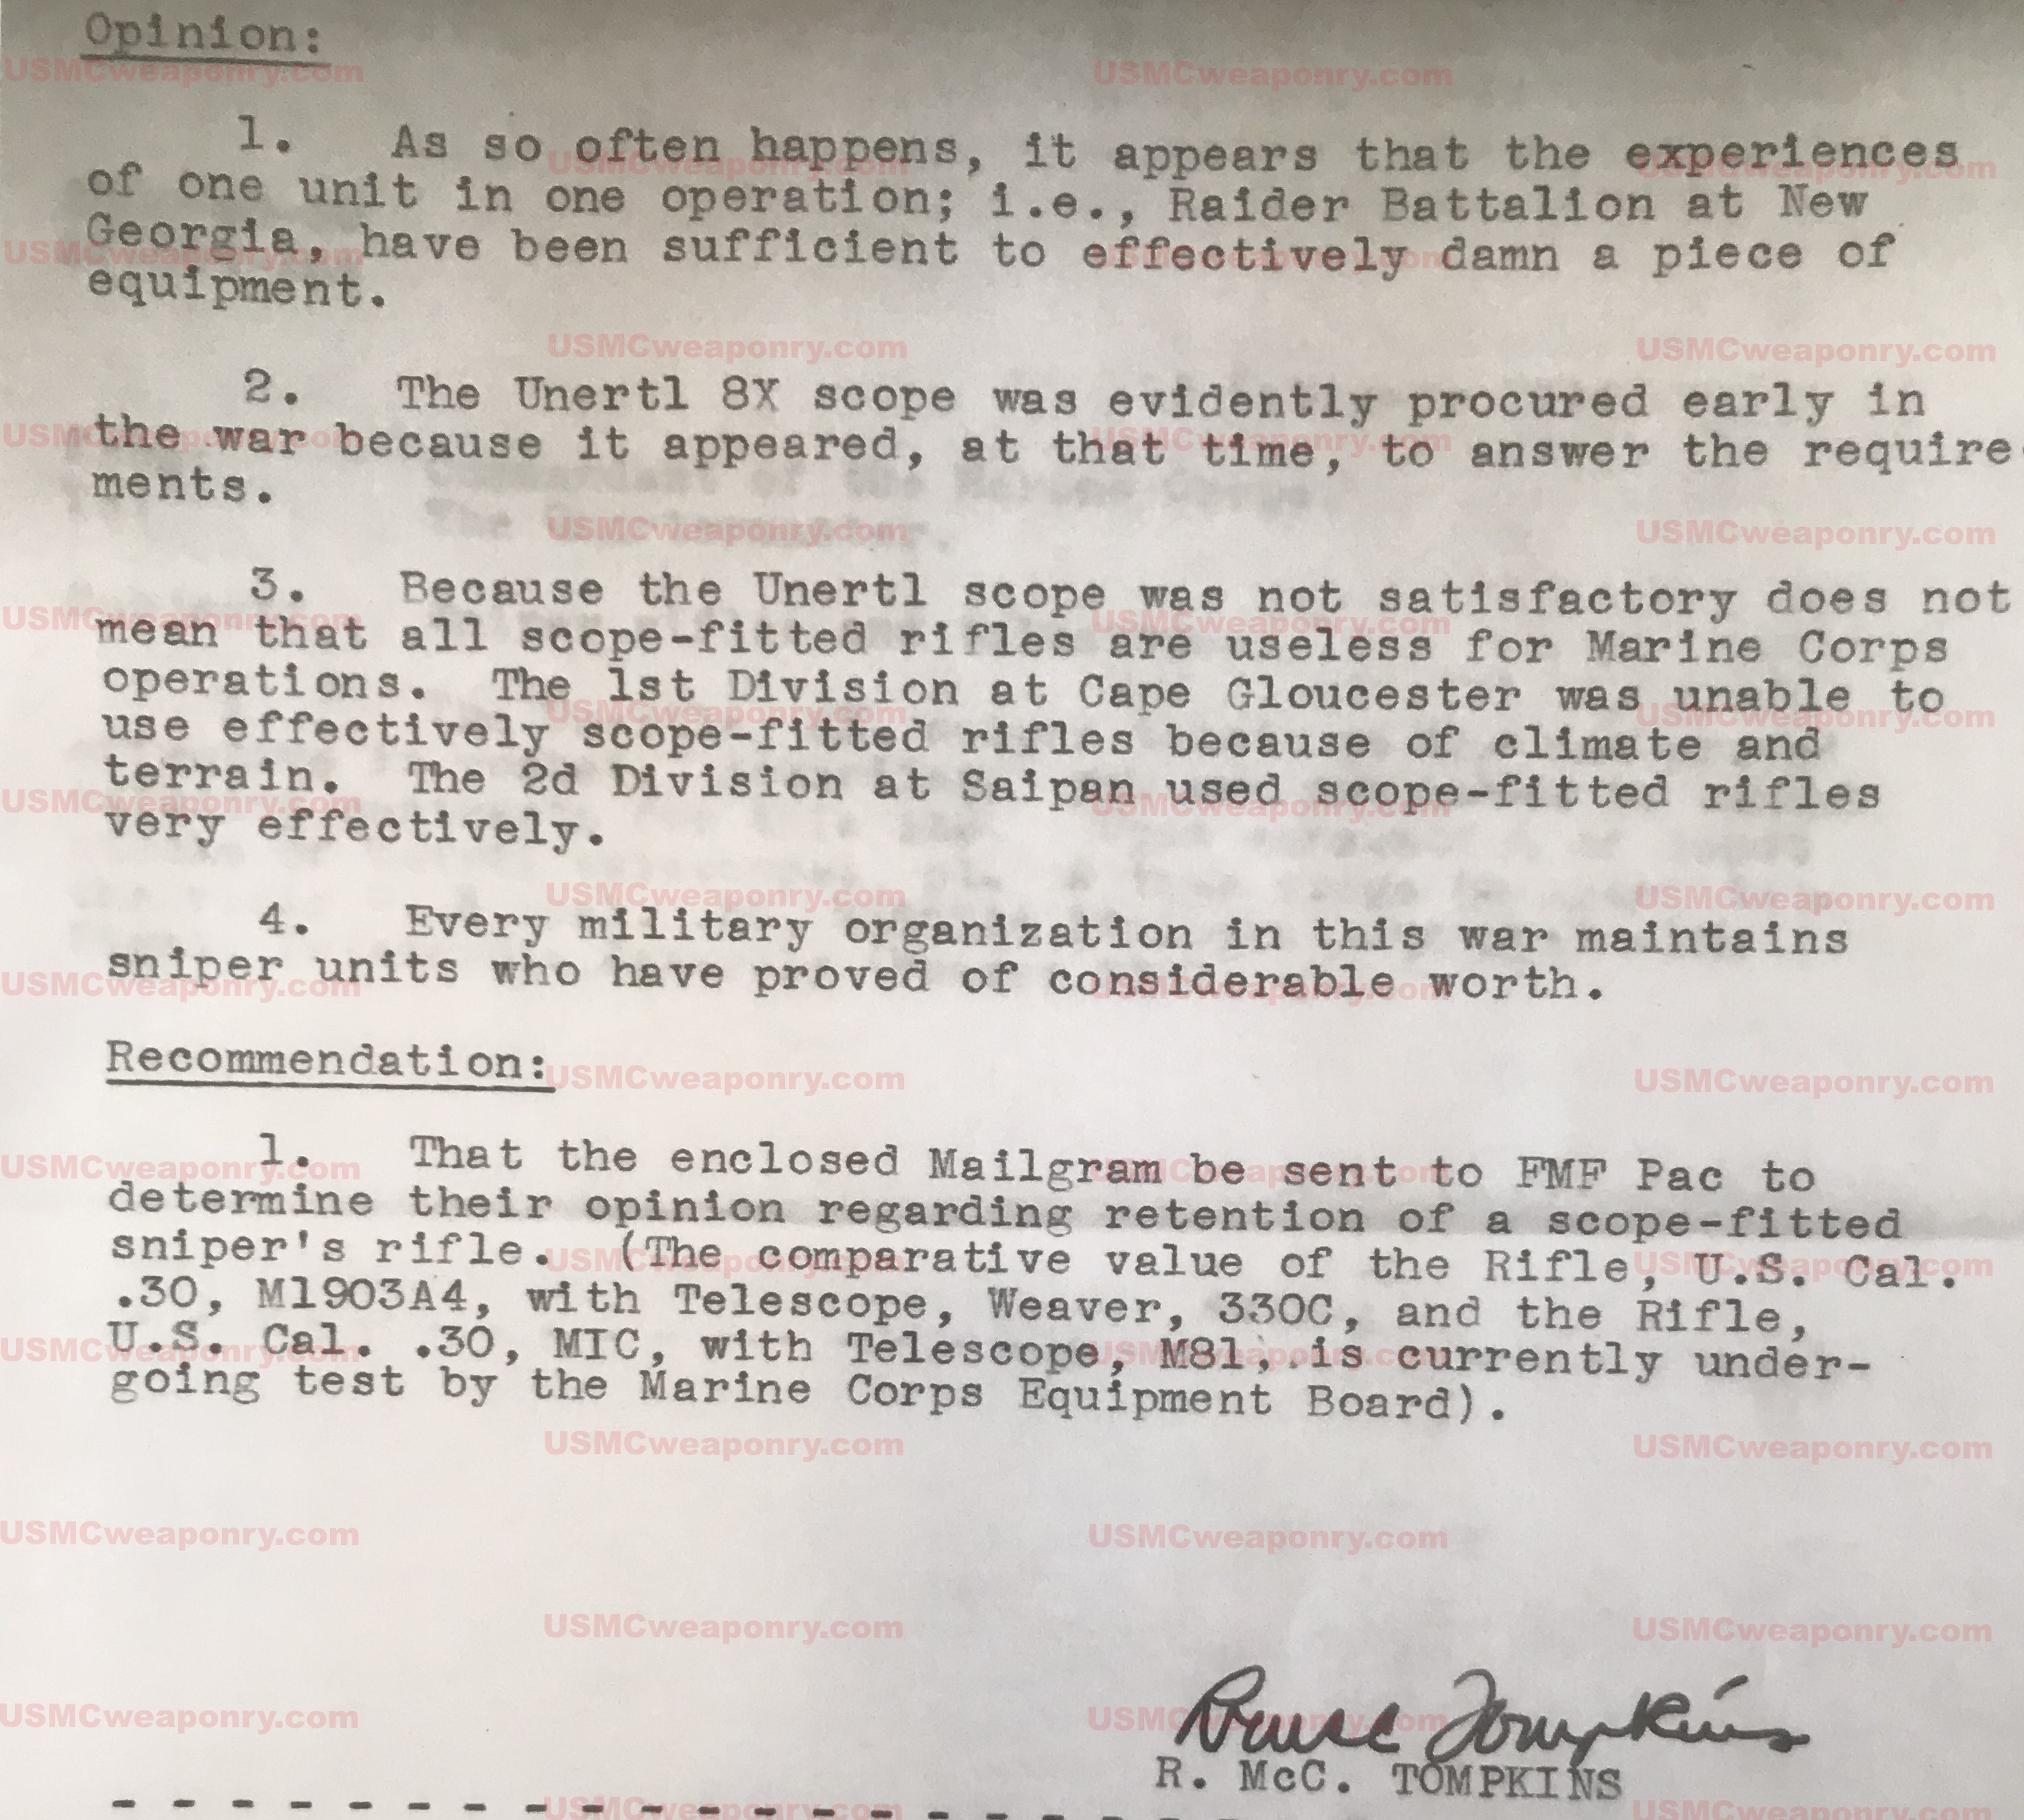 Opinion:
1. As so often happens, it appears that the experiences
of one unit in one operation; i.e., Raider Battalion at New
Georgia, have been sufficient to effectively damn a piece of
equipment.
2. The Unertl 8X scope was evidently procured early in
the war because it appeared, at that time, to answer the require
ments.
3. Because the Unertl scope was not satisfactory does not
mean that all scope-fitted rifles are useless for Marine Corps
operations. The 1st Division at Cape Gloucester was unable to
use effectively scope-fitted rifles because of climate and
terrain. The 2d Division at Saipan used scope-fitted rifles
very effectively.
4. Every military organization in this war maintains
sniper units who have proved of considerable worth.
Recommendation:
1. That the enclosed Mailgram be sent to FMF Pac to
determine their opinion regarding retention of a scope-fitted
sniper's rifle. (The comparative value of the Rifle, U.S. Cal.
.30, M1903A4, with Telescope, Weaver, 330C, and the Rifle,
U.S. Cal. .30, MIC, with Telescope, M81, is currently under-
going test by the Marine Corps Equipment Board).
Bruce Tompkins
R. McC. TOMPKINS
USMCweaponry.com